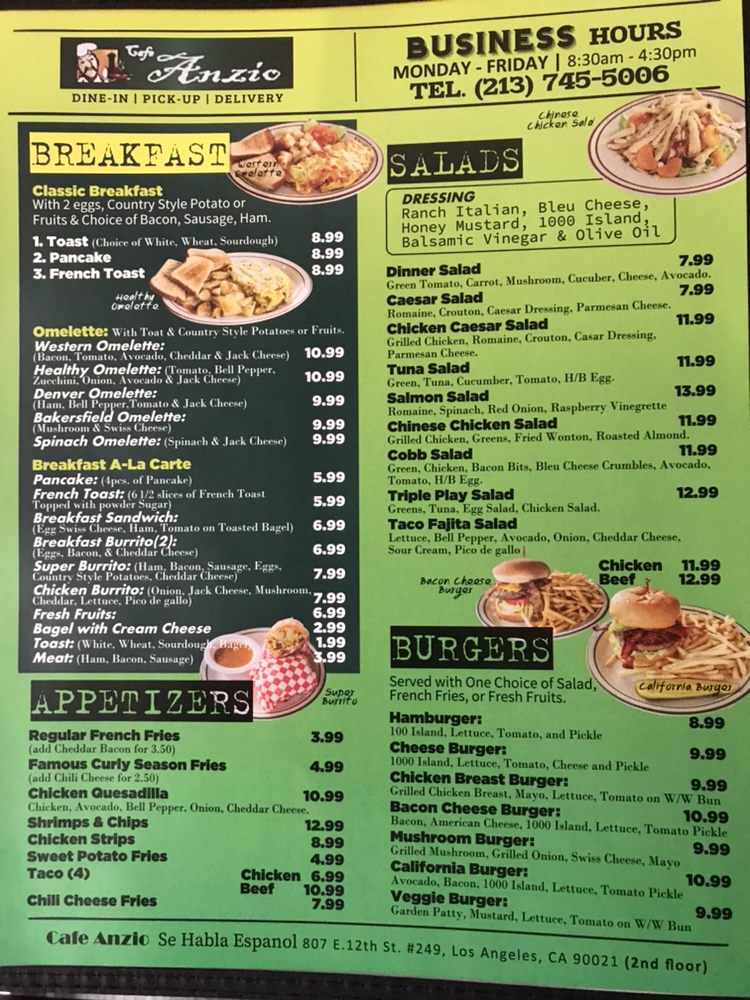 Cafe Anzio
DINE-IN | PICK-UP | DELIVERY
BUSINESS HOURS
MONDAY - FRIDAY | 8:30am - 4:30pm
TEL. (213) 745-5006
BREAKFAST
Western Omelette
Classic Breakfast
With 2 eggs, Country Style Potato or
Fruits & Choice of Bacon, Sausage, Ham.
1. Toast (Choice of White, Wheat, Sourdough) 8.99
2. Pancake 8.99
3. French Toast 8.99
Healthy Omelette
Omelette: With Toat & Country Style Potatoes or Fruits.
Western Omelette:
(Bacon, Tomato, Avocado, Cheddar & Jack Cheese) 10.99
Healthy Omelette: (Tomato, Bell Pepper,
Zucchini, Onion, Avocado & Jack Cheese) 10.99
Denver Omelette:
(Ham, Bell Pepper, Tomato & Jack Cheese) 9.99
Bakersfield Omelette:
(Mushroom & Swiss Cheese) 9.99
Spinach Omelette: (Spinach & Jack Cheese) 9.99
Breakfast A-La Carte
Pancake: (4pcs. of Pancake) 5.99
French Toast: (6 1/2 slices of French Toast
Topped with powder Sugar) 5.99
Breakfast Sandwich:
(Egg Swiss Cheese, Ham, Tomato on Toasted Bagel) 6.99
Breakfast Burrito(2):
(Eggs, Bacon, & Cheddar Cheese) 6.99
Super Burrito: (Ham, Bacon, Sausage, Eggs,
Country Style Potatoes, Cheddar Cheese) 7.99
Chicken Burrito: (Onion, Jack Cheese, Mushroom,
Cheddar, Lettuce, Pico de gallo) 7.99
Fresh Fruits: 6.99
Bagel with Cream Cheese 2.99
Toast: (White, Wheat, Sourdough, Bagel) 1.99
Meat: (Ham, Bacon, Sausage) 3.99
Super Burrito
APPETIZERS
Regular French Fries 3.99
(add Cheddar Bacon for 3.50)
Famous Curly Season Fries 4.99
(add Chili Cheese for 2.50)
Chicken Quesadilla 10.99
Chicken, Avocado, Bell Pepper, Onion, Cheddar Cheese.
Shrimps & Chips 12.99
Chicken Strips 8.99
Sweet Potato Fries 4.99
Taco (4) Chicken 6.99
Beef 10.99
Chili Cheese Fries 7.99
Chinese Chicken Salad
SALADS
DRESSING
Ranch Italian, Bleu Cheese,
Honey Mustard, 1000 Island,
Balsamic Vinegar & Olive Oil
Dinner Salad 7.99
Green Tomato, Carrot, Mushroom, Cucuber, Cheese, Avocado.
Caesar Salad 7.99
Romaine, Crouton, Caesar Dressing, Parmesan Cheese.
Chicken Caesar Salad 11.99
Grilled Chicken, Romaine, Crouton, Casar Dressing,
Parmesan Cheese.
Tuna Salad 11.99
Green, Tuna, Cucumber, Tomato, H/B Egg.
Salmon Salad 13.99
Romaine, Spinach, Red Onion, Raspberry Vinegrette
Chinese Chicken Salad 11.99
Grilled Chicken, Greens, Fried Wonton, Roasted Almond.
Cobb Salad 11.99
Green, Chicken, Bacon Bits, Bleu Cheese Crumbles, Avocado,
Tomato, H/B Egg.
Triple Play Salad 12.99
Greens, Tuna, Egg Salad, Chicken Salad.
Taco Fajita Salad
Lettuce, Bell Pepper, Avocado, Onion, Cheddar Cheese,
Sour Cream, Pico de gallo
Chicken 11.99
Beef 12.99
Bacon Cheese Burger
California Burger
BURGERS
Served with One Choice of Salad,
French Fries, or Fresh Fruits.
Hamburger: 8.99
100 Island, Lettuce, Tomato, and Pickle
Cheese Burger: 9.99
1000 Island, Lettuce, Tomato, Cheese and Pickle
Chicken Breast Burger: 9.99
Grilled Chicken Breast, Mayo, Lettuce, Tomato on W/W Bun
Bacon Cheese Burger: 10.99
Bacon, American Cheese, 1000 Island, Lettuce, Tomato Pickle
Mushroom Burger: 9.99
Grilled Mushroom, Grilled Onion, Swiss Cheese, Mayo
California Burger: 10.99
Avocado, Bacon, 1000 Island, Lettuce, Tomato Pickle
Veggie Burger: 9.99
Garden Patty, Mustard, Lettuce, Tomato on W/W Bun
Cafe Anzio Se Habla Espanol 807 E.12th St. #249, Los Angeles, CA 90021 (2nd floor)